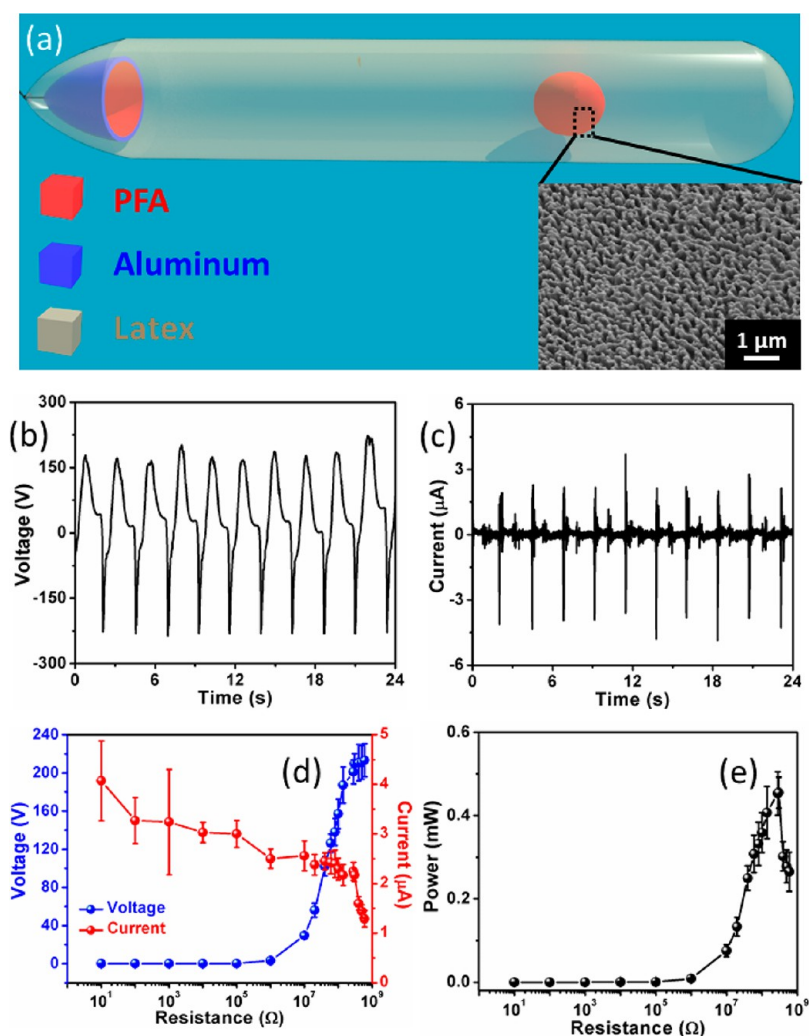 (a)
PFA
Aluminum
Latex
1 μm
(b)
300
150
0
-150
-300
Voltage (V)
0 6 12 18 24
Time (s)
(c)
6
3
0
-3
-6
Current (μA)
0 6 12 18 24
Time (s)
(d)
240
200
160
120
80
40
0
Voltage (V)
5
4
3
2
1
0
Current (μA)
Voltage
Current
10¹ 10³ 10⁵ 10⁷ 10⁹
Resistance (Ω)
(e)
0.6
0.4
0.2
0.0
Power (mW)
10¹ 10³ 10⁵ 10⁷ 10⁹
Resistance (Ω)